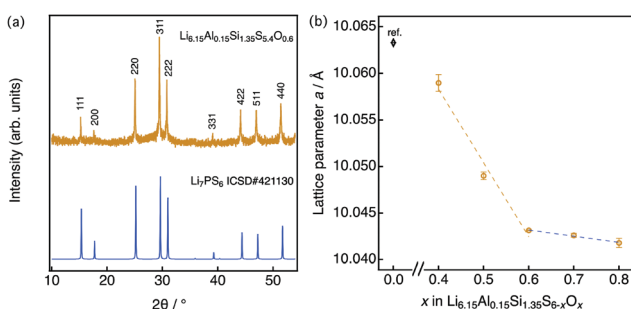 (a)
Intensity (arb. units)
Li6.15Al0.15Si1.35S5.4O0.6
111
200
220
311
222
331
422
511
440
Li7PS6 ICSD#421130
10 20 30 40 50
2θ / °
(b)
Lattice parameter a / Å
10.065
10.060
10.055
10.050
10.045
10.040
ref.
0.0 0.4 0.5 0.6 0.7 0.8
x in Li6.15Al0.15Si1.35S6-xOx